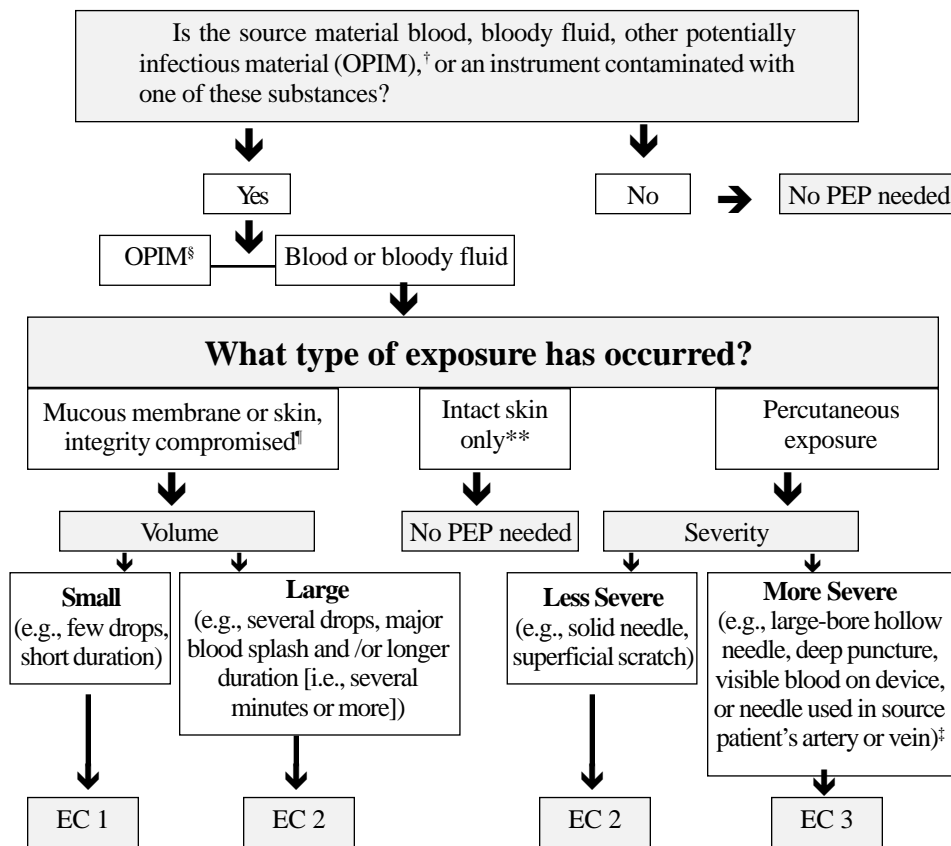 Is the source material blood, bloody fluid, other potentially
infectious material (OPIM),† or an instrument contaminated with
one of these substances?
Yes
No
No PEP needed
OPIM§
Blood or bloody fluid
What type of exposure has occurred?
Mucous membrane or skin,
integrity compromised¶
Intact skin
only**
Percutaneous
exposure
Volume
No PEP needed
Severity
Small
(e.g., few drops,
short duration)
Large
(e.g., several drops, major
blood splash and /or longer
duration [i.e., several
minutes or more])
Less Severe
(e.g., solid needle,
superficial scratch)
More Severe
(e.g., large-bore hollow
needle, deep puncture,
visible blood on device,
or needle used in source
patient’s artery or vein)‡
EC 1
EC 2
EC 2
EC 3